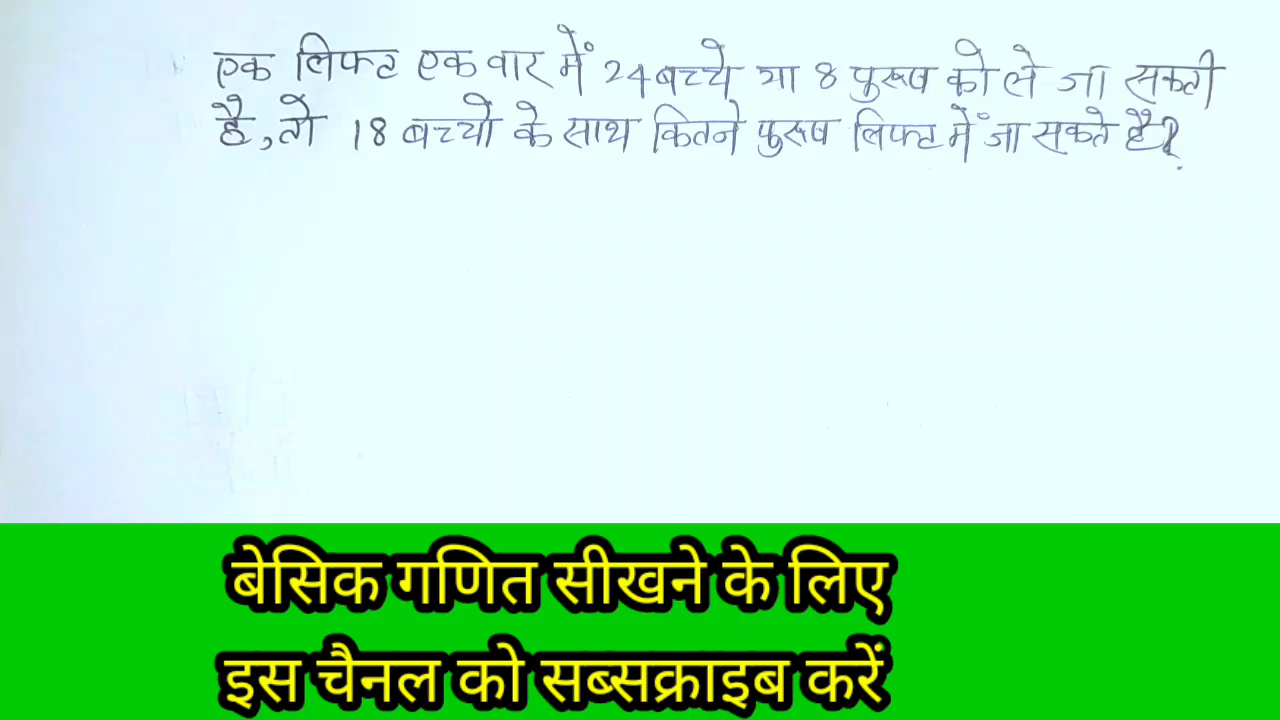 एक लिफ्ट एक वार में 24 बच्चे या 8 पुरूष को ले जा सकती
है, तो 18 बच्चो के साथ कितने पुरूष लिफ्ट में जा सकते है?
बेसिक गणित सीखने के लिए
इस चैनल को सब्सक्राइब करें